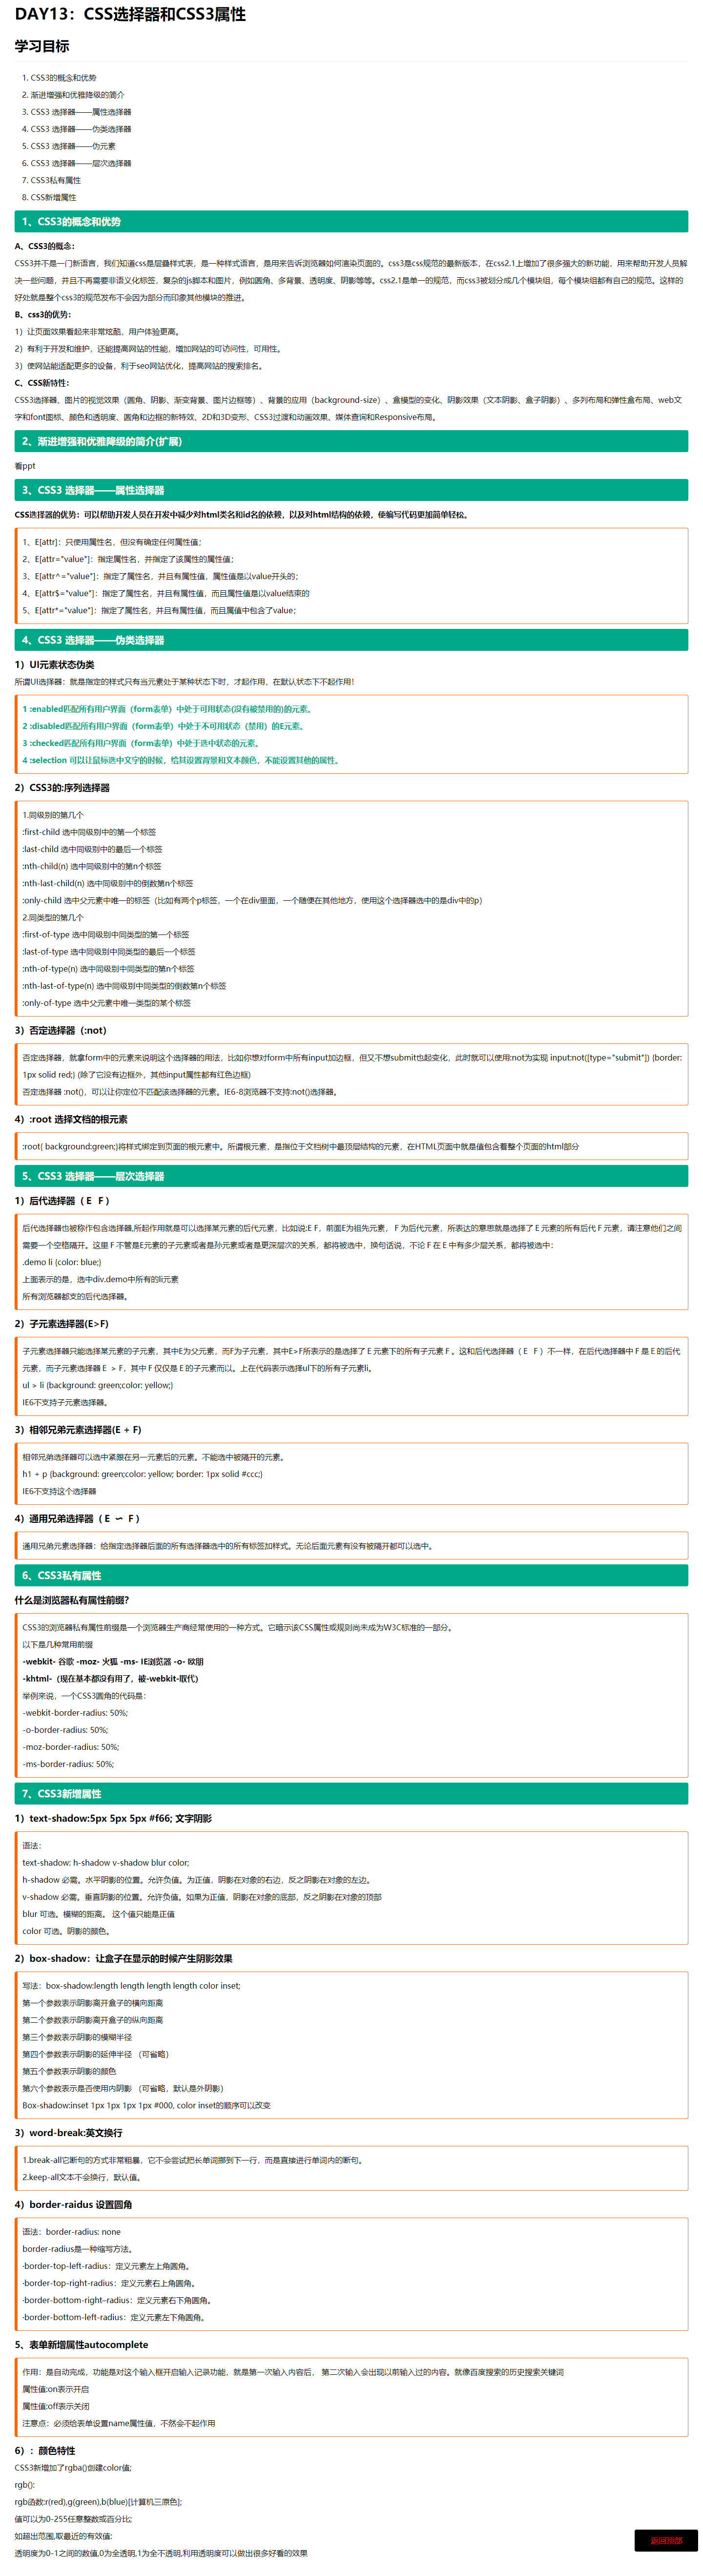 DAY13：CSS选择器和CSS3属性
学习目标
1. CSS3的概念和优势
2. 渐进增强和优雅降级的简介
3. CSS3 选择器——属性选择器
4. CSS3 选择器——伪类选择器
5. CSS3 选择器——伪元素
6. CSS3 选择器——层次选择器
7. CSS3私有属性
8. CSS新增属性
1、CSS3的概念和优势
A、CSS3的概念：
CSS3并不是一门新语言，我们知道css是层叠样式表，是一种样式语言，是用来告诉浏览器如何渲染页面的。css3是css规范的最新版本，在css2.1上增加了很多强大的新功能，用来帮助开发人员解
决一些问题，并且不再需要非语义化标签，复杂的js脚本和图片，例如圆角、多背景、透明度、阴影等等。css2.1是单一的规范，而css3被划分成几个模块组，每个模块组都有自己的规范。这样的
好处就是整个css3的规范发布不会因为部分而印象其他模块的推进。
B、css3的优势：
1）让页面效果看起来非常炫酷，用户体验更高。
2）有利于开发和维护，还能提高网站的性能，增加网站的可访问性，可用性。
3）使网站能适配更多的设备，利于seo网站优化，提高网站的搜索排名。
C、CSS新特性：
CSS3选择器、图片的视觉效果（圆角、阴影、渐变背景、图片边框等）、背景的应用（background-size）、盒模型的变化、阴影效果（文本阴影、盒子阴影）、多列布局和弹性盒布局、web文
字和font图标、颜色和透明度、圆角和边框的新特效、2D和3D变形、CSS3过渡和动画效果、媒体查询和Responsive布局。
2、渐进增强和优雅降级的简介(扩展)
看ppt
3、CSS3 选择器——属性选择器
CSS选择器的优势：可以帮助开发人员在开发中减少对html类名和id名的依赖，以及对html结构的依赖，使编写代码更加简单轻松。
1、E[attr]：只使用属性名，但没有确定任何属性值；
2、E[attr="value"]：指定属性名，并指定了该属性的属性值；
3、E[attr^="value"]：指定了属性名，并且有属性值，属性值是以value开头的；
4、E[attr$="value"]：指定了属性名，并且有属性值，而且属性值是以value结束的
5、E[attr*="value"]：指定了属性名，并且有属性值，而且属值中包含了value；
4、CSS3 选择器——伪类选择器
1）UI元素状态伪类
所谓UI选择器：就是指定的样式只有当元素处于某种状态下时，才起作用，在默认状态下不起作用！
1 :enabled匹配所有用户界面（form表单）中处于可用状态(没有被禁用的)的元素。
2 :disabled匹配所有用户界面（form表单）中处于不可用状态（禁用）的E元素。
3 :checked匹配所有用户界面（form表单）中处于选中状态的元素。
4 :selection 可以让鼠标选中文字的时候，给其设置背景和文本颜色，不能设置其他的属性。
2）CSS3的:序列选择器
1.同级别的第几个
:first-child 选中同级别中的第一个标签
:last-child 选中同级别中的最后一个标签
:nth-child(n) 选中同级别中的第n个标签
:nth-last-child(n) 选中同级别中的倒数第n个标签
:only-child 选中父元素中唯一的标签（比如有两个p标签，一个在div里面，一个随便在其他地方，使用这个选择器选中的是div中的p）
2.同类型的第几个
:first-of-type 选中同级别中同类型的第一个标签
:last-of-type 选中同级别中同类型的最后一个标签
:nth-of-type(n) 选中同级别中同类型的第n个标签
:nth-last-of-type(n) 选中同级别中同类型的倒数第n个标签
:only-of-type 选中父元素中唯一类型的某个标签
3）否定选择器（:not）
否定选择器，就拿form中的元素来说明这个选择器的用法，比如你想对form中所有input加边框，但又不想submit也起变化，此时就可以使用:not为实现 input:not([type="submit"]) {border:
1px solid red;} (除了它没有边框外，其他input属性都有红色边框)
否定选择器 :not()，可以让你定位不匹配该选择器的元素。IE6-8浏览器不支持:not()选择器。
4）:root 选择文档的根元素
:root{ background:green;}将样式绑定到页面的根元素中。所谓根元素，是指位于文档树中最顶层结构的元素，在HTML页面中就是值包含着整个页面的html部分
5、CSS3 选择器——层次选择器
1）后代选择器（ E F ）
后代选择器也被称作包含选择器,所起作用就是可以选择某元素的后代元素，比如说:E F，前面E为祖先元素， F 为后代元素，所表达的意思就是选择了 E 元素的所有后代 F 元素，请注意他们之间
需要一个空格隔开。这里 F 不管是E元素的子元素或者是孙元素或者是更深层次的关系，都将被选中，换句话说，不论 F 在 E 中有多少层关系，都将被选中：
.demo li {color: blue;}
上面表示的是，选中div.demo中所有的li元素
所有浏览器都支的后代选择器。
2）子元素选择器(E>F)
子元素选择器只能选择某元素的子元素，其中E为父元素，而F为子元素，其中E>F所表示的是选择了 E 元素下的所有子元素 F 。这和后代选择器（ E F ）不一样，在后代选择器中 F 是 E 的后代
元素，而子元素选择器 E > F，其中 F 仅仅是 E 的子元素而以。上在代码表示选择ul下的所有子元素li。
ul > li {background: green;color: yellow;}
IE6不支持子元素选择器。
3）相邻兄弟元素选择器(E + F)
相邻兄弟选择器可以选中紧跟在另一元素后的元素。不能选中被隔开的元素。
h1 + p {background: green;color: yellow; border: 1px solid #ccc;}
IE6不支持这个选择器
4）通用兄弟选择器（ E ～ F ）
通用兄弟元素选择器：给指定选择器后面的所有选择器选中的所有标签加样式。无论后面元素有没有被隔开都可以选中。
6、CSS3私有属性
什么是浏览器私有属性前缀？
CSS3的浏览器私有属性前缀是一个浏览器生产商经常使用的一种方式。它暗示该CSS属性或规则尚未成为W3C标准的一部分。
以下是几种常用前缀
-webkit- 谷歌 -moz- 火狐 -ms- IE浏览器 -o- 欧朋
-khtml-（现在基本都没有用了，被-webkit-取代）
举例来说，一个CSS3圆角的代码是：
-webkit-border-radius: 50%;
-o-border-radius: 50%;
-moz-border-radius: 50%;
-ms-border-radius: 50%;
7、CSS3新增属性
1）text-shadow:5px 5px 5px #f66; 文字阴影
语法：
text-shadow: h-shadow v-shadow blur color;
h-shadow 必需。水平阴影的位置。允许负值。为正值，阴影在对象的右边，反之阴影在对象的左边。
v-shadow 必需。垂直阴影的位置。允许负值。如果为正值，阴影在对象的底部，反之阴影在对象的顶部
blur 可选。模糊的距离。 这个值只能是正值
color 可选。阴影的颜色。
2）box-shadow：让盒子在显示的时候产生阴影效果
写法：box-shadow:length length length length color inset;
第一个参数表示阴影离开盒子的横向距离
第二个参数表示阴影离开盒子的纵向距离
第三个参数表示阴影的模糊半径
第四个参数表示阴影的延伸半径 （可省略）
第五个参数表示阴影的颜色
第六个参数表示是否使用内阴影 （可省略，默认是外阴影）
Box-shadow:inset 1px 1px 1px 1px #000, color inset的顺序可以改变
3）word-break:英文换行
1.break-all它断句的方式非常粗暴，它不会尝试把长单词挪到下一行，而是直接进行单词内的断句。
2.keep-all文本不会换行，默认值。
4）border-raidus 设置圆角
语法：border-radius: none
border-radius是一种缩写方法。
·border-top-left-radius：定义元素左上角圆角。
·border-top-right-radius：定义元素右上角圆角。
·border-bottom-right–radius：定义元素右下角圆角。
·border-bottom-left-radius：定义元素左下角圆角。
5、表单新增属性autocomplete
作用：是自动完成，功能是对这个输入框开启输入记录功能，就是第一次输入内容后， 第二次输入会出现以前输入过的内容。就像百度搜索的历史搜索关键词
属性值:on表示开启
属性值:off表示关闭
注意点：必须给表单设置name属性值，不然会不起作用
6）：颜色特性
CSS3新增加了rgba()创建color值;
rgb():
rgb函数:r(red),g(green),b(blue)[计算机三原色];
值可以为0-255任意整数或百分比;
如超出范围,取最近的有效值:
透明度为0-1之间的数值,0为全透明,1为全不透明,利用透明度可以做出很多好看的效果
返回顶部